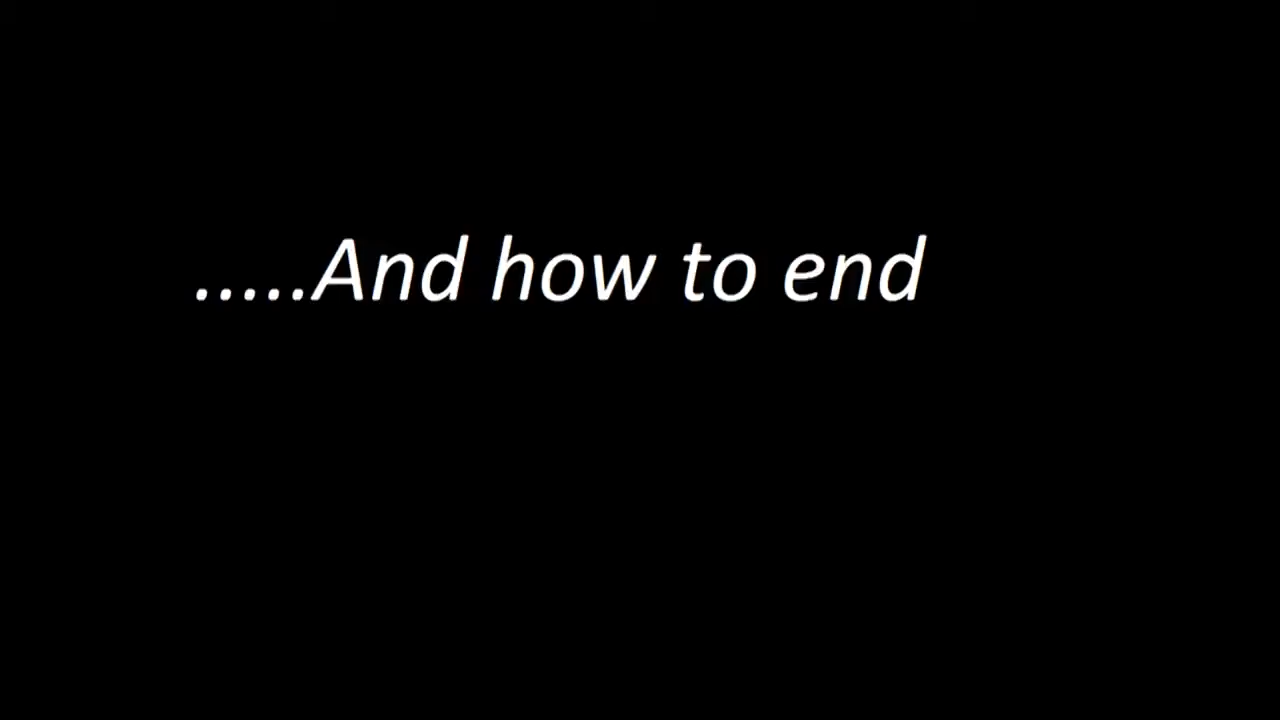 .....And how to end